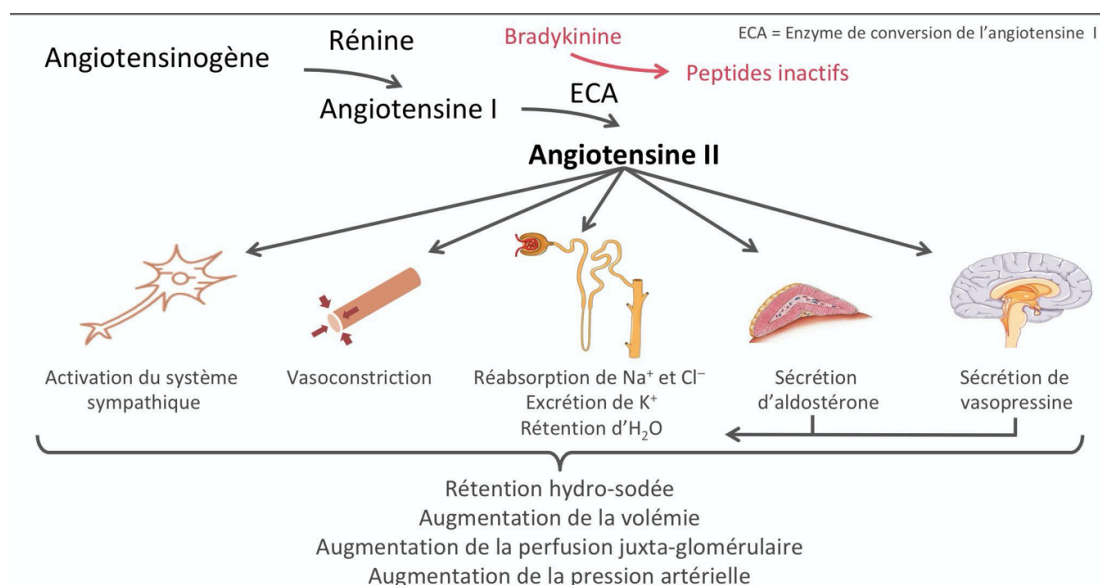 ECA = Enzyme de conversion de l'angiotensine I
Angiotensinogène
Rénine
Bradykinine
Peptides inactifs
Angiotensine I
ECA
Angiotensine II
Activation du système
sympathique
Vasoconstriction
Réabsorption de Na⁺ et Cl⁻
Excrétion de K⁺
Rétention d'H₂O
Sécrétion
d'aldostérone
Sécrétion de
vasopressine
Rétention hydro-sodée
Augmentation de la volémie
Augmentation de la perfusion juxta-glomérulaire
Augmentation de la pression artérielle